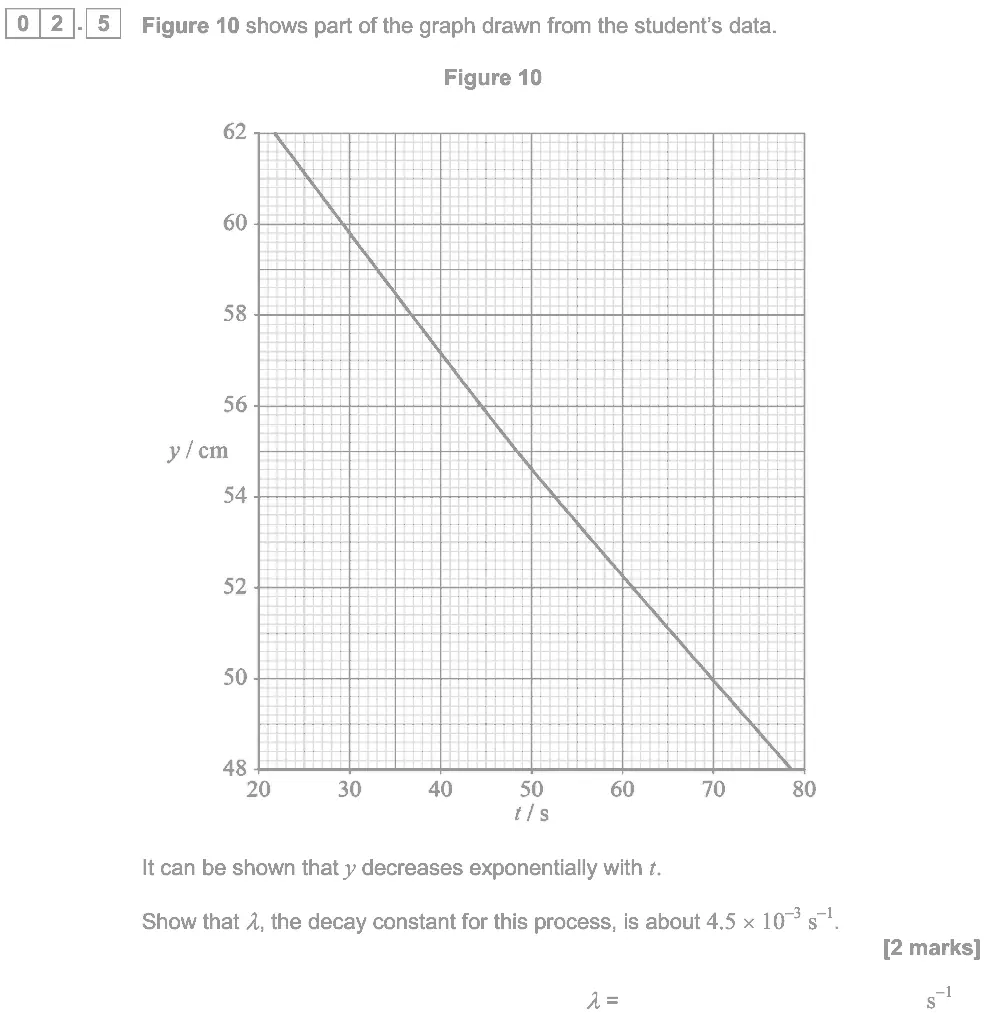 0 2 . 5 Figure 10 shows part of the graph drawn from the student's data.
Figure 10
62
60
58
56
y / cm
54
52
50
48
20 30 40 50 60 70 80
t / s
It can be shown that y decreases exponentially with t.
Show that λ, the decay constant for this process, is about 4.5 × 10⁻³ s⁻¹.
[2 marks]
λ = s⁻¹